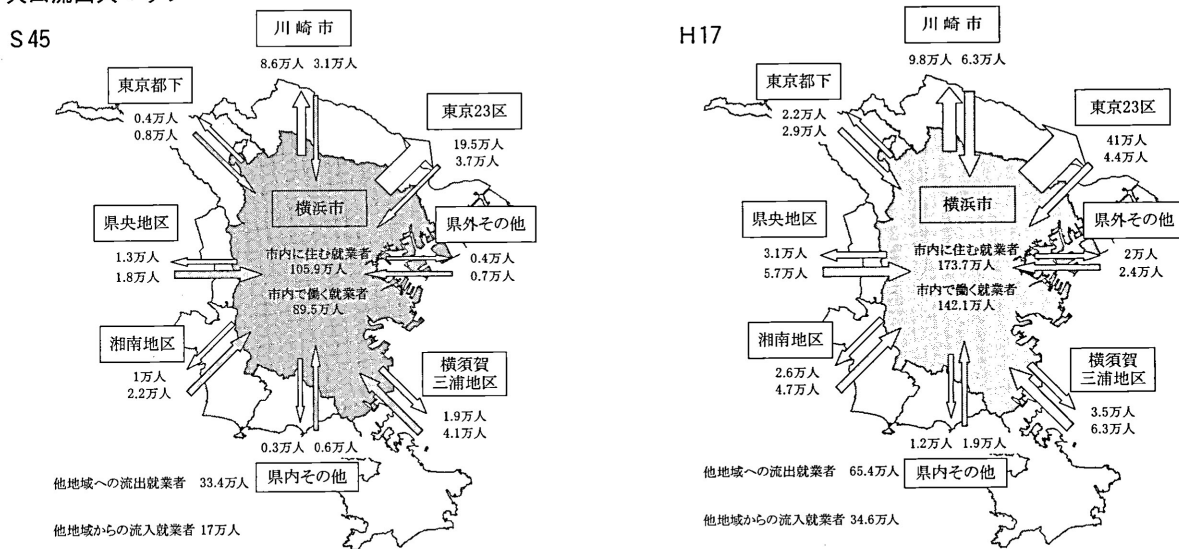 S45
川崎市
8.6万人 3.1万人
東京都下
0.4万人
0.8万人
東京23区
19.5万人
3.7万人
横浜市
県央地区
1.3万人
1.8万人
県外その他
0.4万人
0.7万人
市内に住む就業者
105.9万人
市内で働く就業者
89.5万人
湘南地区
1万人
2.2万人
横須賀
三浦地区
1.9万人
4.1万人
0.3万人 0.6万人
県内その他
他地域への流出就業者 33.4万人
他地域からの流入就業者 17万人
H17
川崎市
9.8万人 6.3万人
東京都下
2.2万人
2.9万人
東京23区
41万人
4.4万人
横浜市
県央地区
3.1万人
5.7万人
県外その他
2万人
2.4万人
市内に住む就業者
173.7万人
市内で働く就業者
142.1万人
湘南地区
2.6万人
4.7万人
横須賀
三浦地区
3.5万人
6.3万人
1.2万人 1.9万人
県内その他
他地域への流出就業者 65.4万人
他地域からの流入就業者 34.6万人